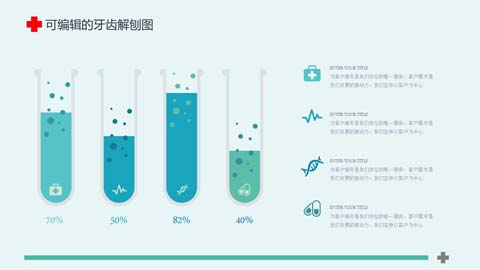 可编辑的牙齿解剖图
70%
50%
82%
40%
ENTER YOUR TITLE
为客户服务是我们存在的唯一理由，客户需求是
我们发展的原动力。我们坚持以客户为中心
ENTER YOUR TITLE
为客户服务是我们存在的唯一理由，客户需求是
我们发展的原动力。我们坚持以客户为中心
ENTER YOUR TITLE
为客户服务是我们存在的唯一理由，客户需求是
我们发展的原动力。我们坚持以客户为中心
ENTER YOUR TITLE
为客户服务是我们存在的唯一理由，客户需求是
我们发展的原动力。我们坚持以客户为中心